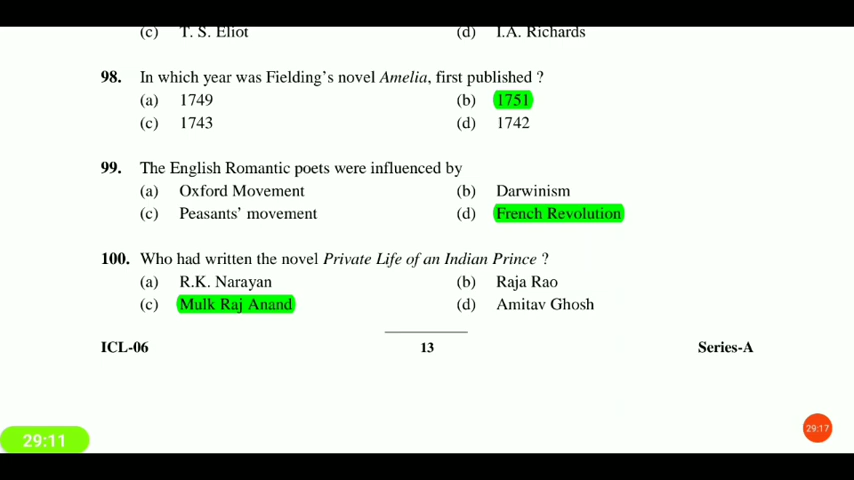 (c) T. S. Eliot (d) I.A. Richards
98. In which year was Fielding's novel Amelia, first published ?
(a) 1749 (b) 1751
(c) 1743 (d) 1742
99. The English Romantic poets were influenced by
(a) Oxford Movement (b) Darwinism
(c) Peasants' movement (d) French Revolution
100. Who had written the novel Private Life of an Indian Prince ?
(a) R.K. Narayan (b) Raja Rao
(c) Mulk Raj Anand (d) Amitav Ghosh
ICL-06 13 Series-A
29:17
29:11